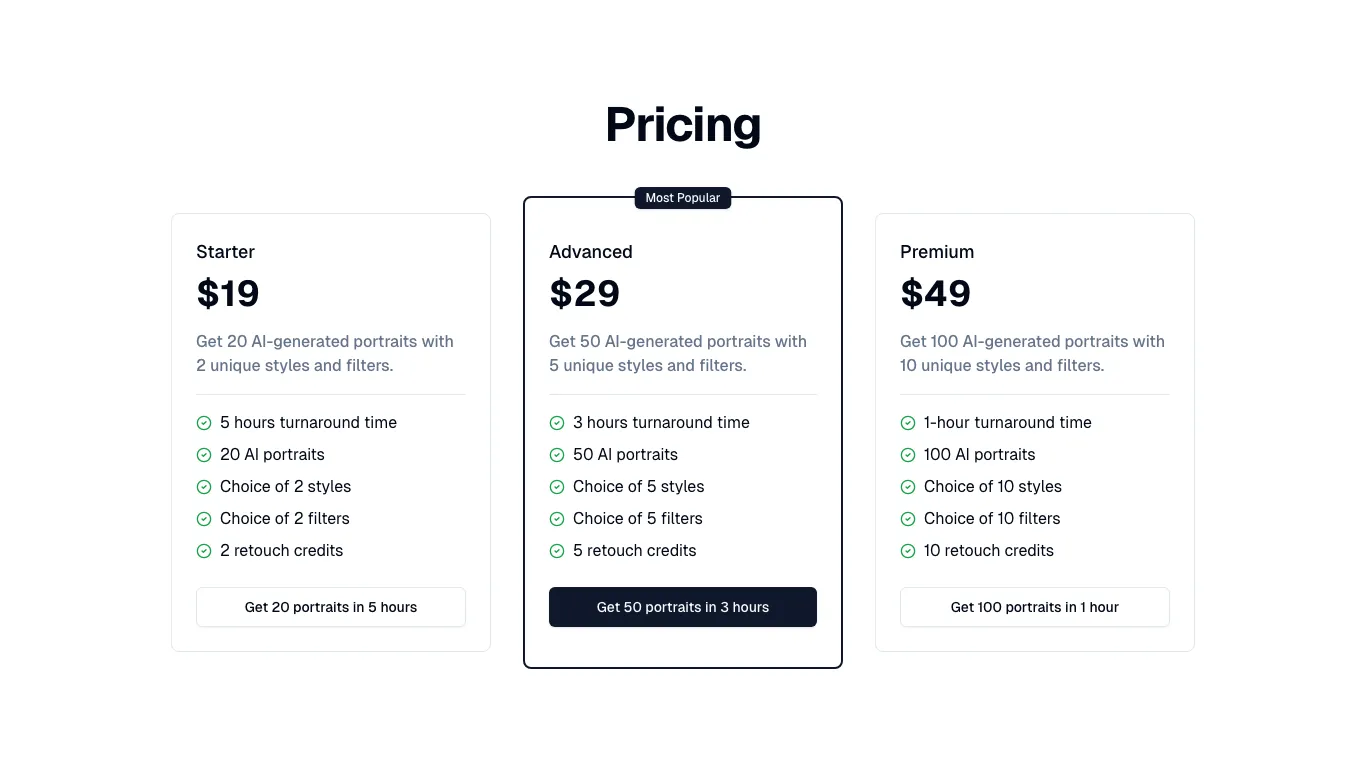 Pricing
Starter
$19
Get 20 AI-generated portraits with
2 unique styles and filters.
5 hours turnaround time
20 AI portraits
Choice of 2 styles
Choice of 2 filters
2 retouch credits
Get 20 portraits in 5 hours
Most Popular
Advanced
$29
Get 50 AI-generated portraits with
5 unique styles and filters.
3 hours turnaround time
50 AI portraits
Choice of 5 styles
Choice of 5 filters
5 retouch credits
Get 50 portraits in 3 hours
Premium
$49
Get 100 AI-generated portraits with
10 unique styles and filters.
1-hour turnaround time
100 AI portraits
Choice of 10 styles
Choice of 10 filters
10 retouch credits
Get 100 portraits in 1 hour